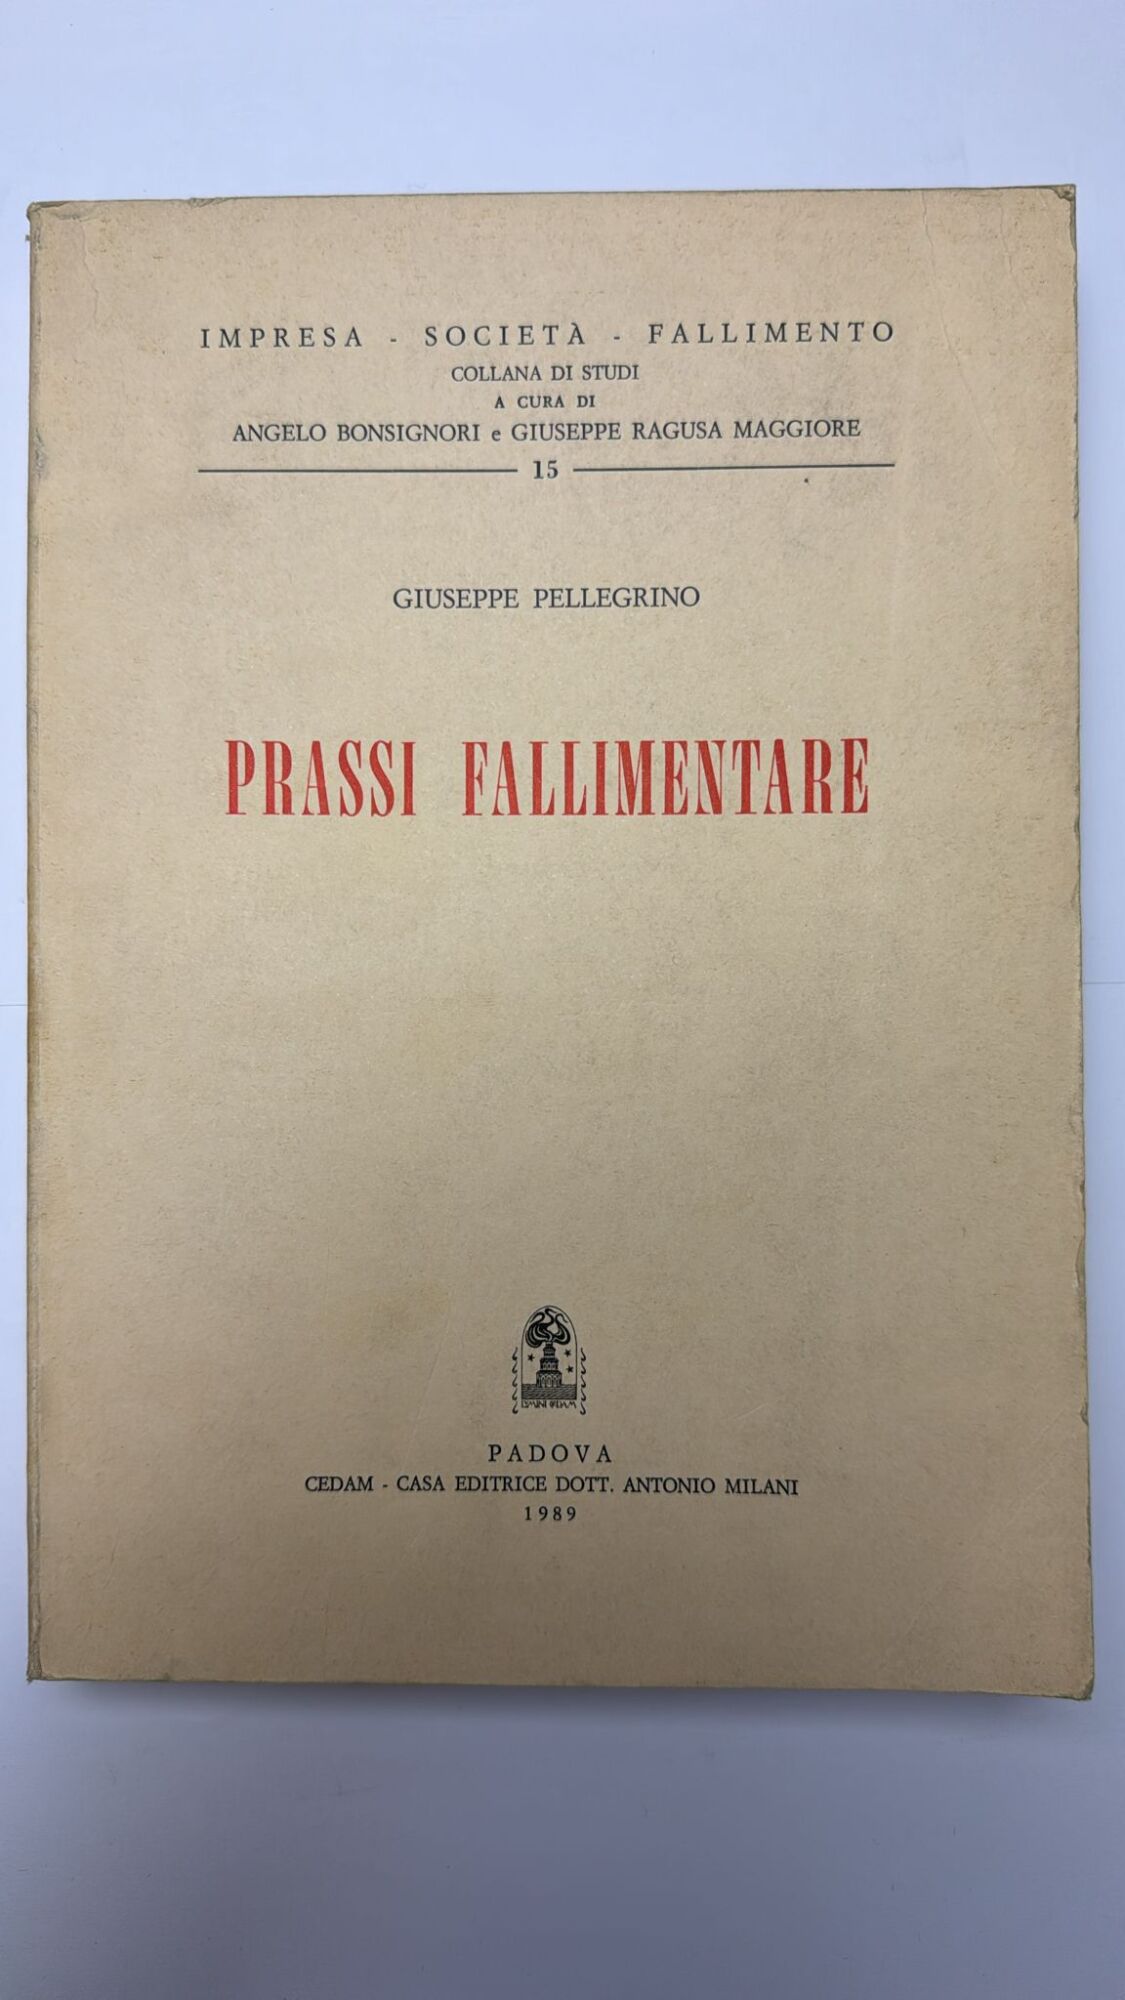 IMPRESA - SOCIETÀ - FALLIMENTO
COLLANA DI STUDI
A CURA DI
ANGELO BONSIGNORI e GIUSEPPE RAGUSA MAGGIORE
15
GIUSEPPE PELLEGRINO
PRASSI FALLIMENTARE
PADOVA
CEDAM - CASA EDITRICE DOTT. ANTONIO MILANI
1989